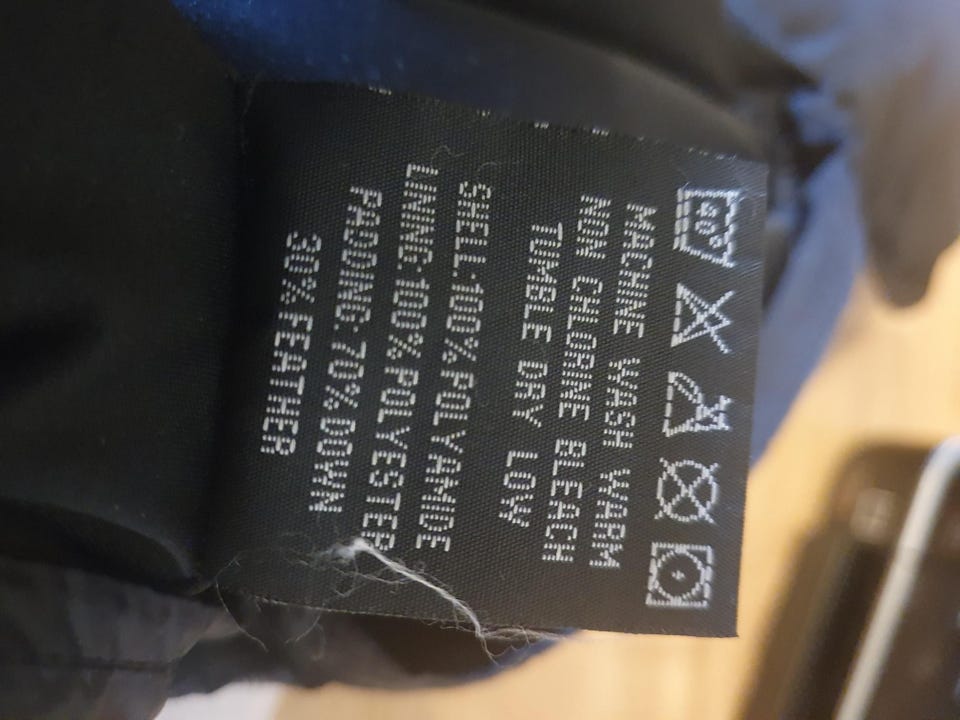 MACHINE WASH WARM
NON CHLORINE BLEACH
TUMBLE DRY LOW
SHELL:100% POLYAMIDE
LINING:100% POLYESTER
PADDING: 70% DOWN
30% FEATHER